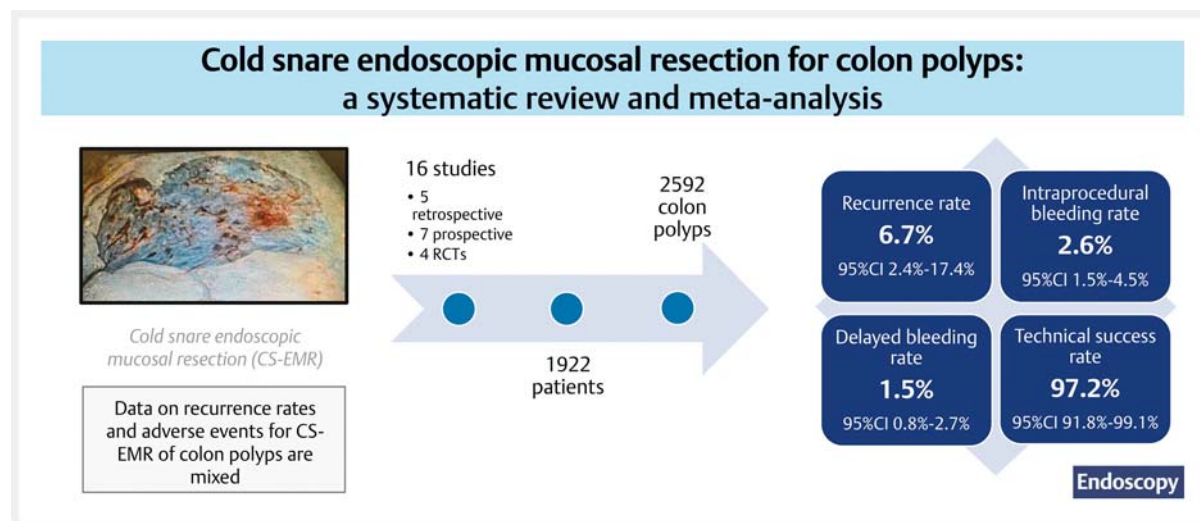 Cold snare endoscopic mucosal resection for colon polyps:
a systematic review and meta-analysis
Cold snare endoscopic
mucosal resection (CS-EMR)
Data on recurrence rates
and adverse events for CS-
EMR of colon polyps are
mixed
16 studies
• 5
retrospective
• 7 prospective
• 4 RCTs
1922
patients
2592
colon
polyps
Recurrence rate
6.7%
95%CI 2.4%-17.4%
Intraprocedural
bleeding rate
2.6%
95%CI 1.5%-4.5%
Delayed bleeding
rate
1.5%
95%CI 0.8%-2.7%
Technical success
rate
97.2%
95%CI 91.8%-99.1%
Endoscopy